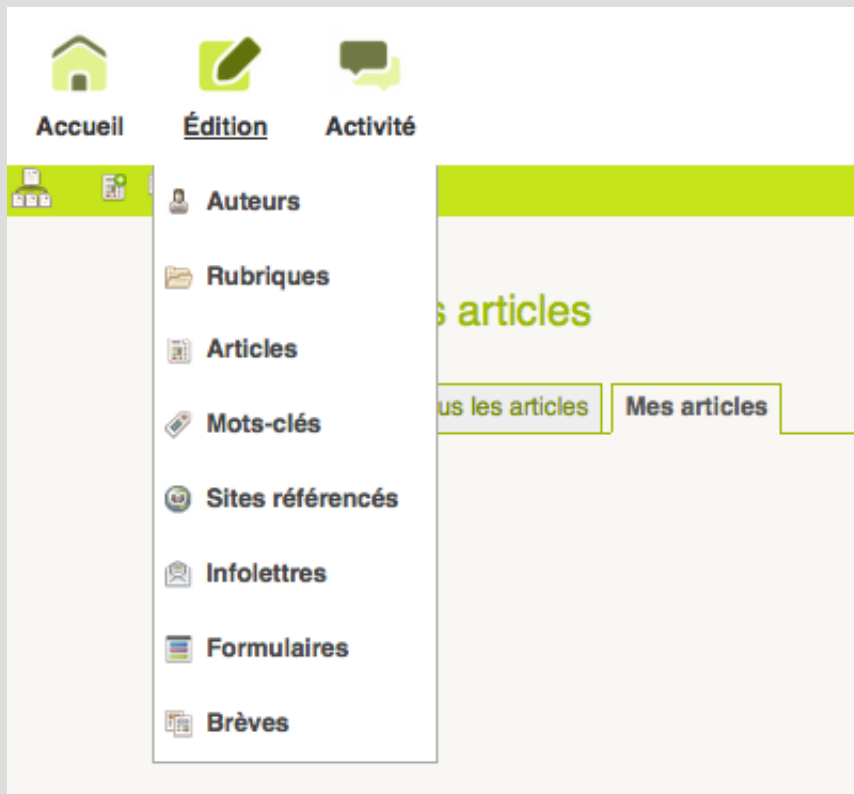 Accueil
Édition
Activité
Auteurs
Rubriques
articles
Articles
us les articles
Mes articles
Mots-clés
Sites référencés
Infolettres
Formulaires
Brèves